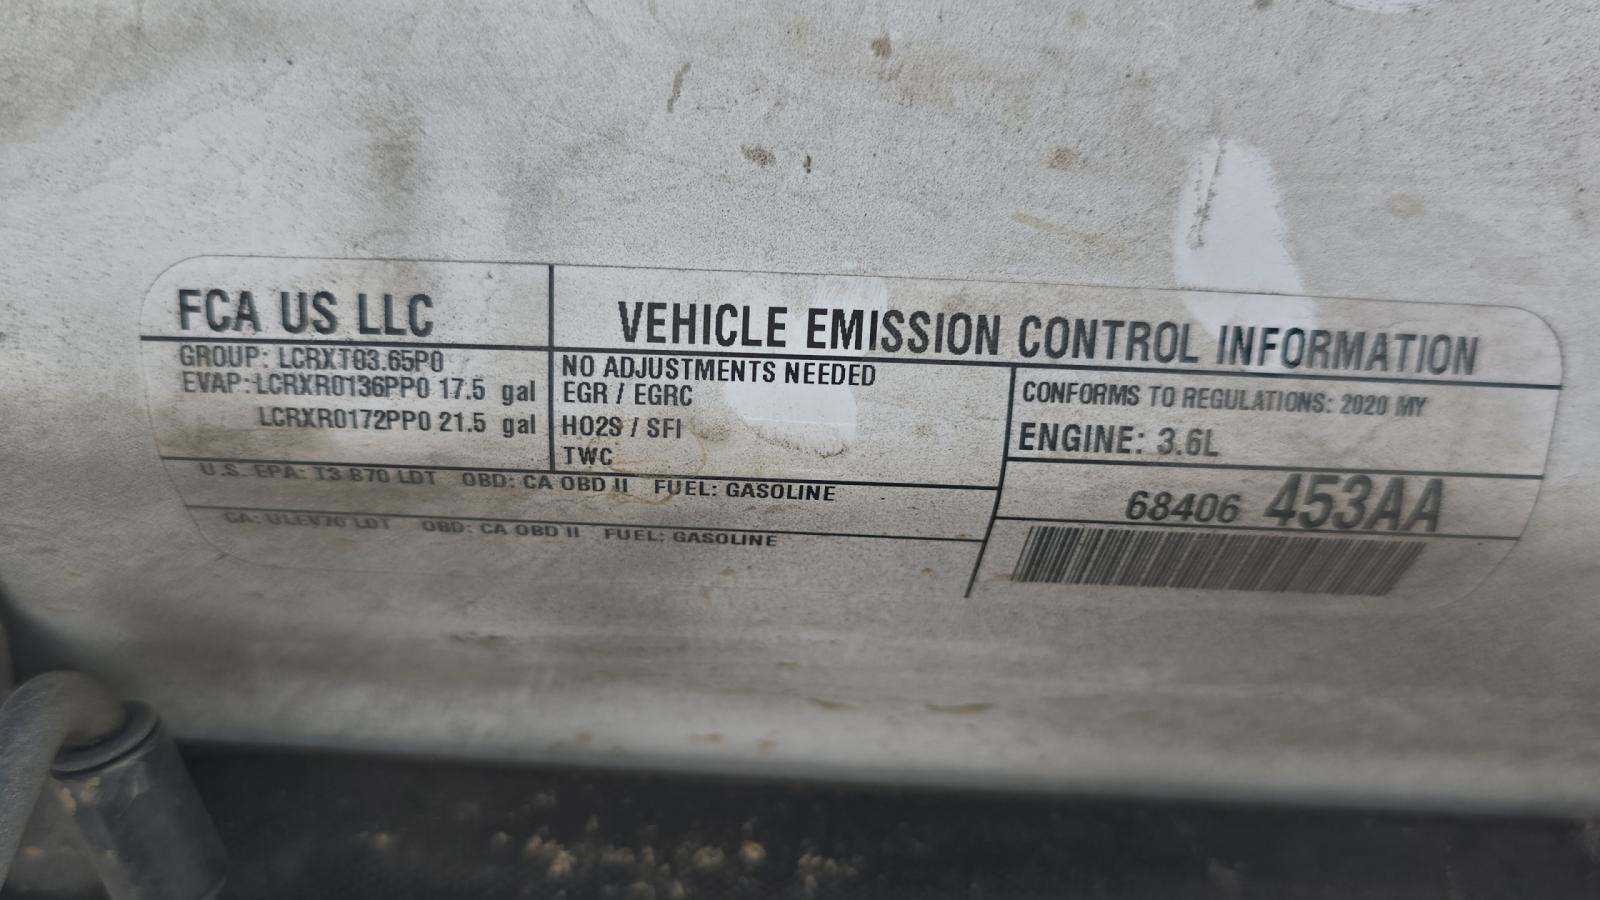 FCA US LLC
VEHICLE EMISSION CONTROL INFORMATION
GROUP: LCRXT03.65P0
EVAP: LCRXR0136PP0 17.5 gal
LCRXR0172PP0 21.5 gal
NO ADJUSTMENTS NEEDED
EGR / EGRC
HO2S / SFI
TWC
CONFORMS TO REGULATIONS: 2020 MY
ENGINE: 3.6L
U.S. EPA: T3 B70 LDT OBD: CA OBD II FUEL: GASOLINE
CA: ULEV70 LDT OBD: CA OBD II FUEL: GASOLINE
68406 453AA